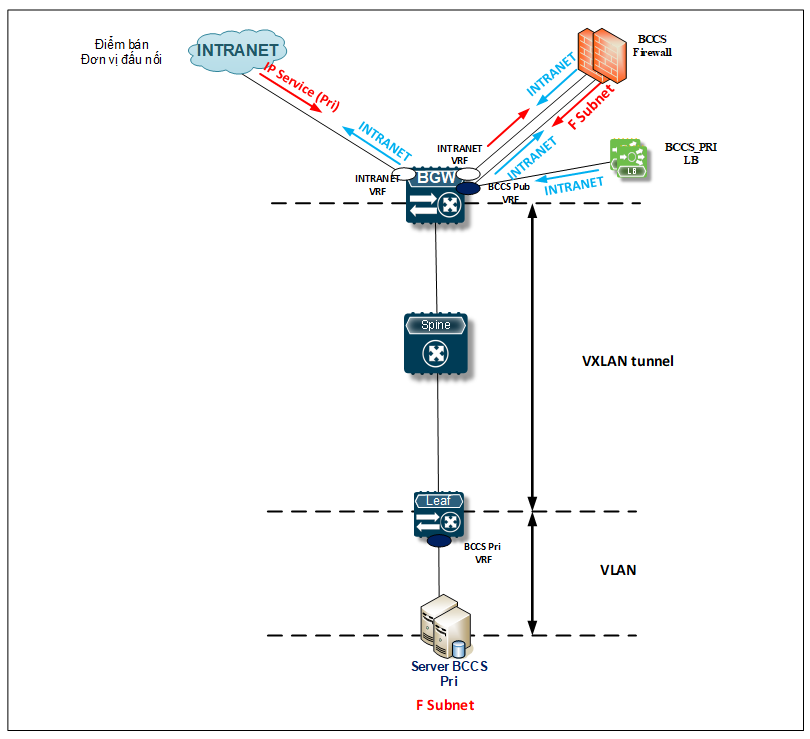 Điểm bán
Đơn vị đấu nối
INTRANET
BCCS
Firewall
IP Service (Pri)
INTRANET
INTRANET
F Subnet
INTRANET
INTRANET
VRF
INTRANET
VRF
BGW
BCCS Pub
VRF
INTRANET
BCCS_PRI
LB
LB
Spine
VXLAN tunnel
Leaf
BCCS Pri
VRF
VLAN
Server BCCS
Pri
F Subnet